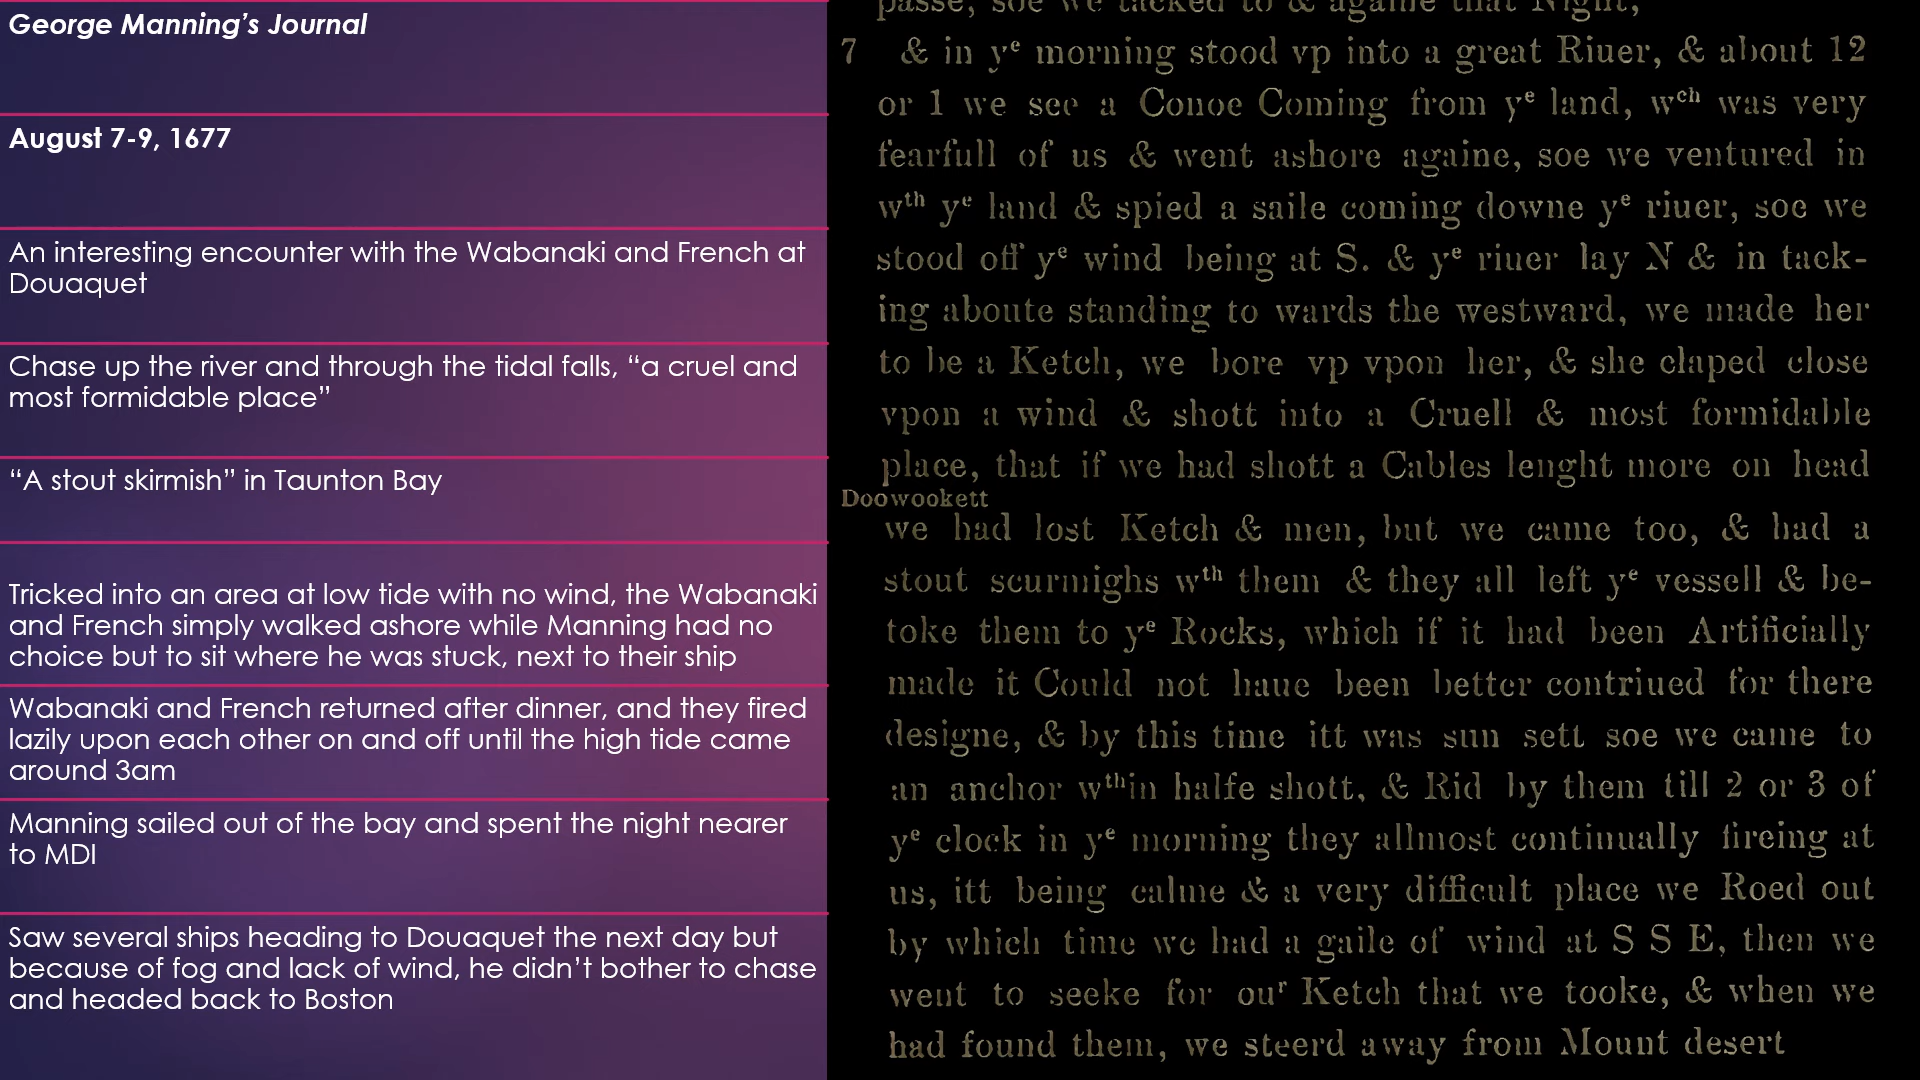 George Manning’s Journal
August 7-9, 1677
An interesting encounter with the Wabanaki and French at
Douaquet
Chase up the river and through the tidal falls, “a cruel and
most formidable place”
“A stout skirmish” in Taunton Bay
Tricked into an area at low tide with no wind, the Wabanaki
and French simply walked ashore while Manning had no
choice but to sit where he was stuck, next to their ship
Wabanaki and French returned after dinner, and they fired
lazily upon each other on and off until the high tide came
around 3am
Manning sailed out of the bay and spent the night nearer
to MDI
Saw several ships heading to Douaquet the next day but
because of fog and lack of wind, he didn’t bother to chase
and headed back to Boston
passe, soe we tacked to & againe that Night,
7 & in yᵉ morning stood vp into a great Riuer, & about 12
or 1 we see a Conoe Coming from yᵉ land, wᶜʰ was very
fearfull of us & went ashore againe, soe we ventured in
wᵗʰ yᵉ land & spied a saile coming downe yᵉ riuer, soe we
stood off yᵉ wind being at S. & yᵉ riuer lay N & in tack-
ing aboute standing to wards the westward, we made her
to be a Ketch, we bore vp vpon her, & she claped close
vpon a wind & shott into a Cruell & most formidable
place, that if we had shott a Cables lenght more on head
Doowookett
we had lost Ketch & men, but we came too, & had a
stout scurmighs wᵗʰ them & they all left yᵉ vessell & be-
toke them to yᵉ Rocks, which if it had been Artificially
made it Could not haue been better contriued for there
designe, & by this time itt was sun sett soe we came to
an anchor wᵗʰin halfe shott, & Rid by them till 2 or 3 of
yᵉ clock in yᵉ morning they allmost continually fireing at
us, itt being calme & a very difficult place we Roed out
by which time we had a gaile of wind at S S E, then we
went to seeke for ouʳ Ketch that we tooke, & when we
had found them, we steerd away from Mount desert